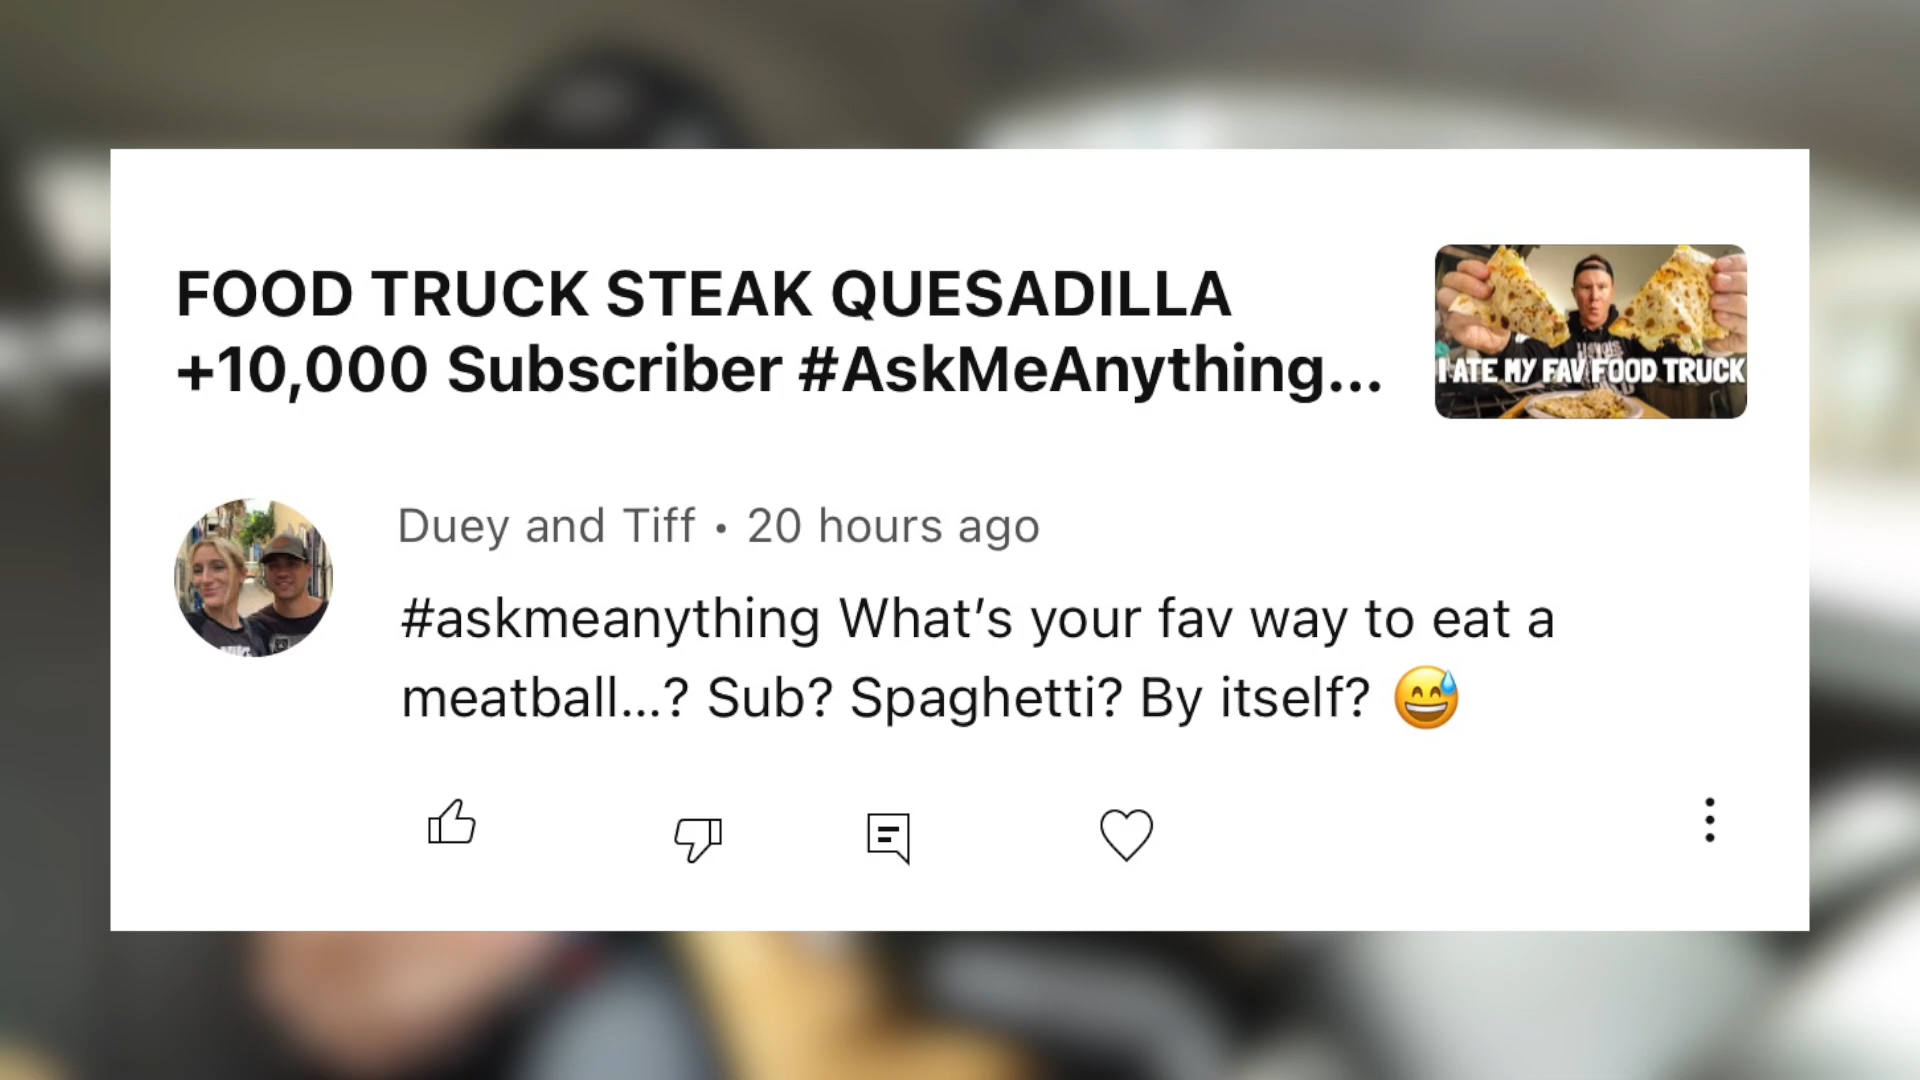 FOOD TRUCK STEAK QUESADILLA
+10,000 Subscriber #AskMeAnything...
I ATE MY FAV FOOD TRUCK
Duey and Tiff • 20 hours ago
#askmeanything What's your fav way to eat a
meatball...? Sub? Spaghetti? By itself? 😅